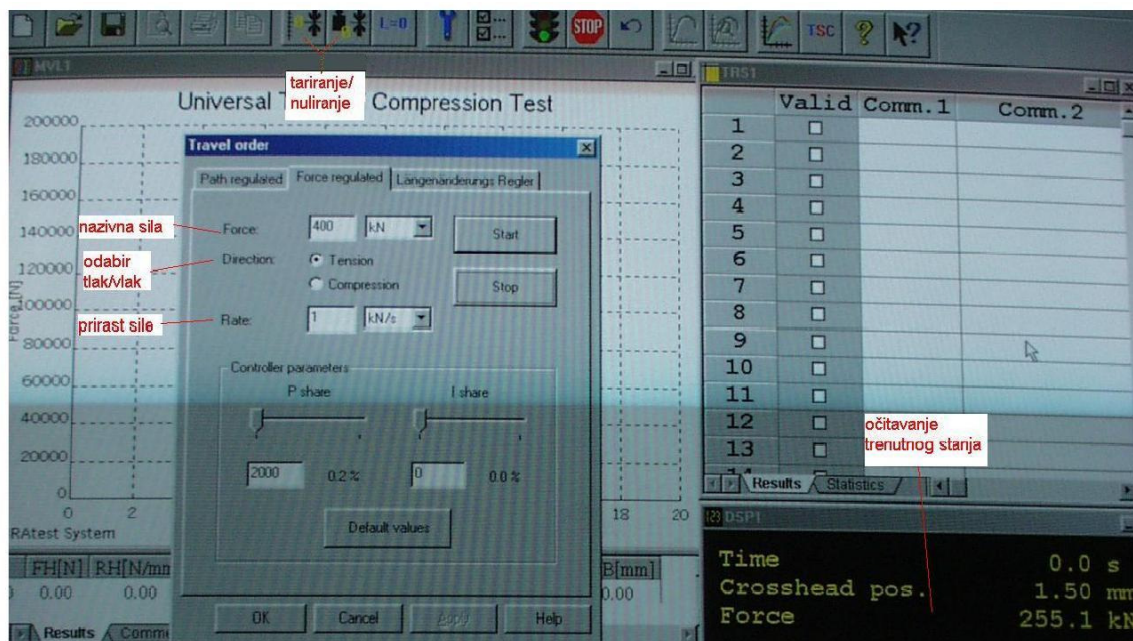 L=0
STOP
TSC
MVL1
tariranje/
nuliranje
Universal T Compression Test
Force [N]
200000
180000
160000
140000
120000
100000
80000
60000
40000
20000
0
0
2
18
20
RAtest System
FH[N] RH[N/mm
B[mm]
0.00
0.00
0.00
Results
Comme
Travel order
Path regulated
Force regulated
Längenänderungs Regler
nazivna sila
Force:
400
kN
Start
odabir
tlak/vlak
Direction:
Tension
Compression
Stop
prirast sile
Rate:
1
kN/s
Controller parameters
P share
I share
2000
0.2 %
0
0.0 %
Default values
OK
Cancel
Apply
Help
TRS1
Valid
Comm.1
Comm.2
1
2
3
4
5
6
7
8
9
10
11
12
13
14
očitavanje
trenutnog stanja
Results
Statistics
123 DSP1
Time 0.0 s
Crosshead pos. 1.50 mm
Force 255.1 kN